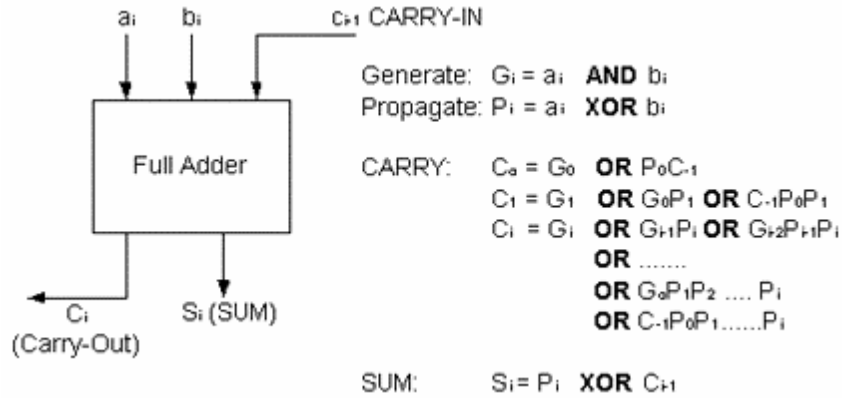 aᵢ bᵢ cᵢ-₁ CARRY-IN
Generate: Gᵢ = aᵢ AND bᵢ
Propagate: Pᵢ = aᵢ XOR bᵢ
Full Adder
CARRY: Cₒ = G₀ OR P₀C-₁
C₁ = G₁ OR G₀P₁ OR C-₁P₀P₁
Cᵢ = Gᵢ OR Gᵢ-₁Pᵢ OR Gᵢ-₂Pᵢ-₁Pᵢ
OR .......
OR GₒP₁P₂ .... Pᵢ
OR C-₁P₀P₁......Pᵢ
Cᵢ
(Carry-Out)
Sᵢ (SUM)
SUM: Sᵢ = Pᵢ XOR Cᵢ-₁